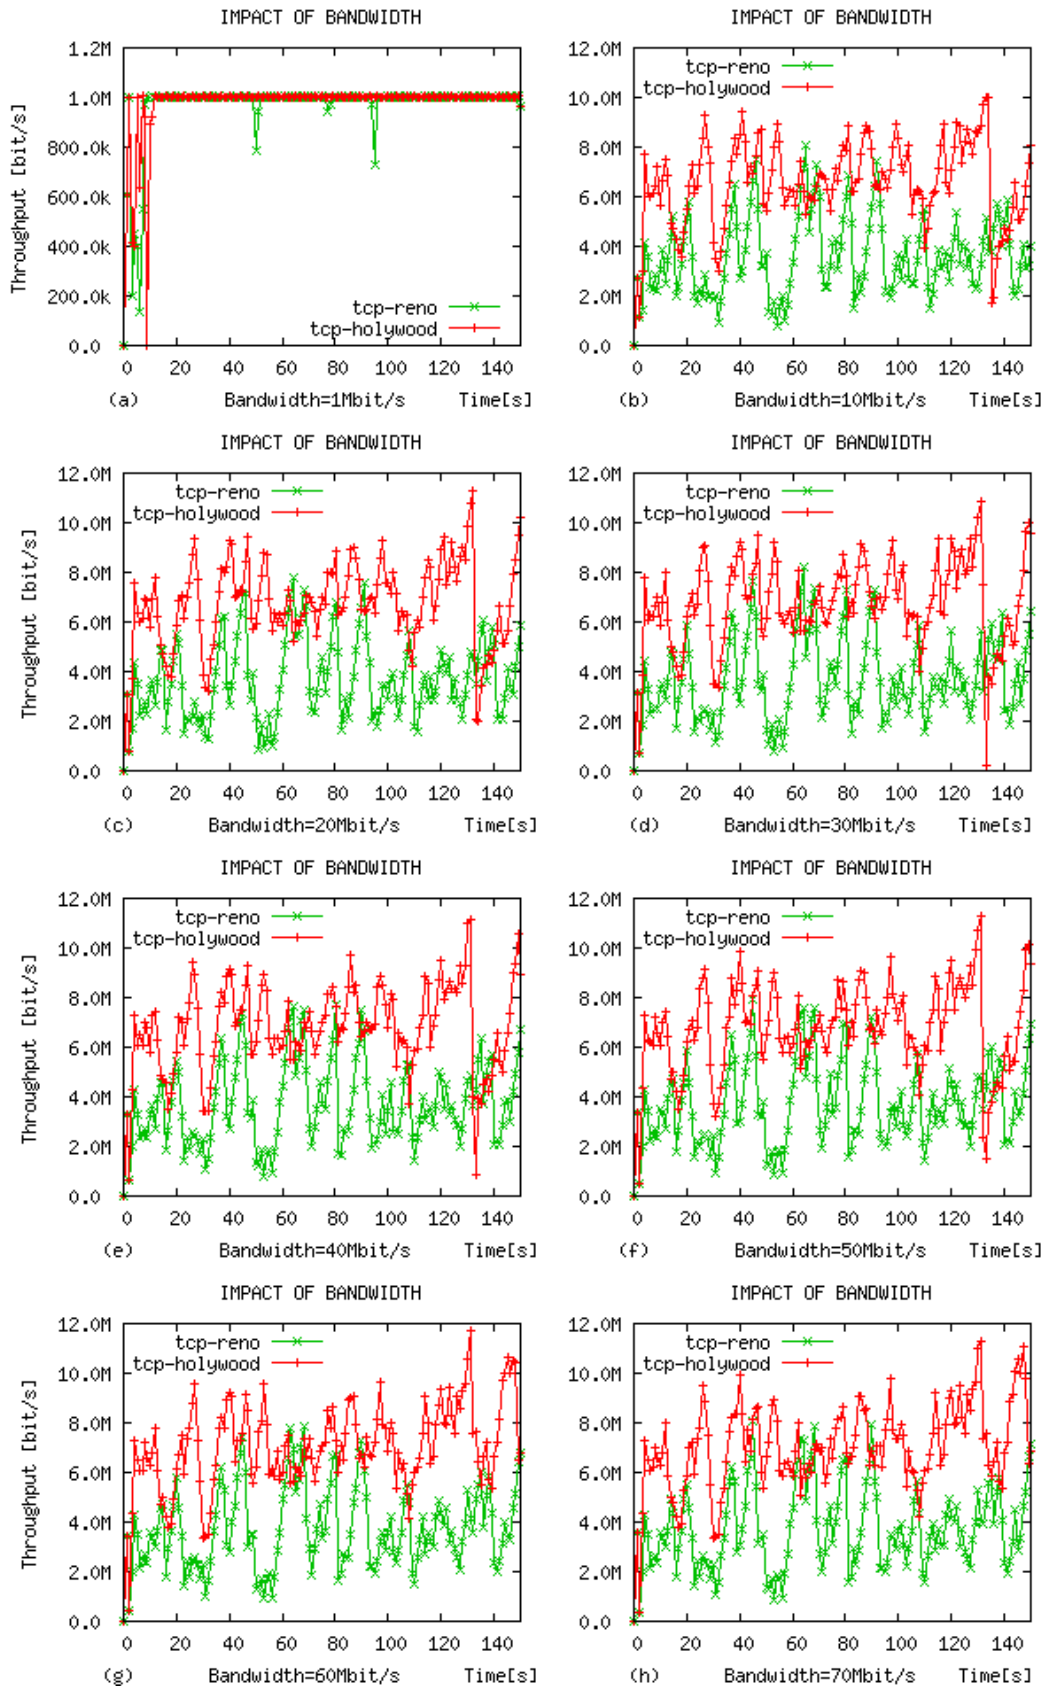 IMPACT OF BANDWIDTH
1.2M
1.0M
800.0k
600.0k
400.0k
200.0k
0.0
Throughput [bit/s]
tcp-reno
tcp-holywood
0 20 40 60 80 100 120 140
(a) Bandwidth=1Mbit/s Time[s]
IMPACT OF BANDWIDTH
12.0M
10.0M
8.0M
6.0M
4.0M
2.0M
0.0
tcp-reno
tcp-holywood
0 20 40 60 80 100 120 140
(b) Bandwidth=10Mbit/s Time[s]
IMPACT OF BANDWIDTH
12.0M
10.0M
8.0M
6.0M
4.0M
2.0M
0.0
Throughput [bit/s]
tcp-reno
tcp-holywood
0 20 40 60 80 100 120 140
(c) Bandwidth=20Mbit/s Time[s]
IMPACT OF BANDWIDTH
12.0M
10.0M
8.0M
6.0M
4.0M
2.0M
0.0
tcp-reno
tcp-holywood
0 20 40 60 80 100 120 140
(d) Bandwidth=30Mbit/s Time[s]
IMPACT OF BANDWIDTH
12.0M
10.0M
8.0M
6.0M
4.0M
2.0M
0.0
Throughput [bit/s]
tcp-reno
tcp-holywood
0 20 40 60 80 100 120 140
(e) Bandwidth=40Mbit/s Time[s]
IMPACT OF BANDWIDTH
12.0M
10.0M
8.0M
6.0M
4.0M
2.0M
0.0
tcp-reno
tcp-holywood
0 20 40 60 80 100 120 140
(f) Bandwidth=50Mbit/s Time[s]
IMPACT OF BANDWIDTH
12.0M
10.0M
8.0M
6.0M
4.0M
2.0M
0.0
Throughput [bit/s]
tcp-reno
tcp-holywood
0 20 40 60 80 100 120 140
(g) Bandwidth=60Mbit/s Time[s]
IMPACT OF BANDWIDTH
12.0M
10.0M
8.0M
6.0M
4.0M
2.0M
0.0
tcp-reno
tcp-holywood
0 20 40 60 80 100 120 140
(h) Bandwidth=70Mbit/s Time[s]